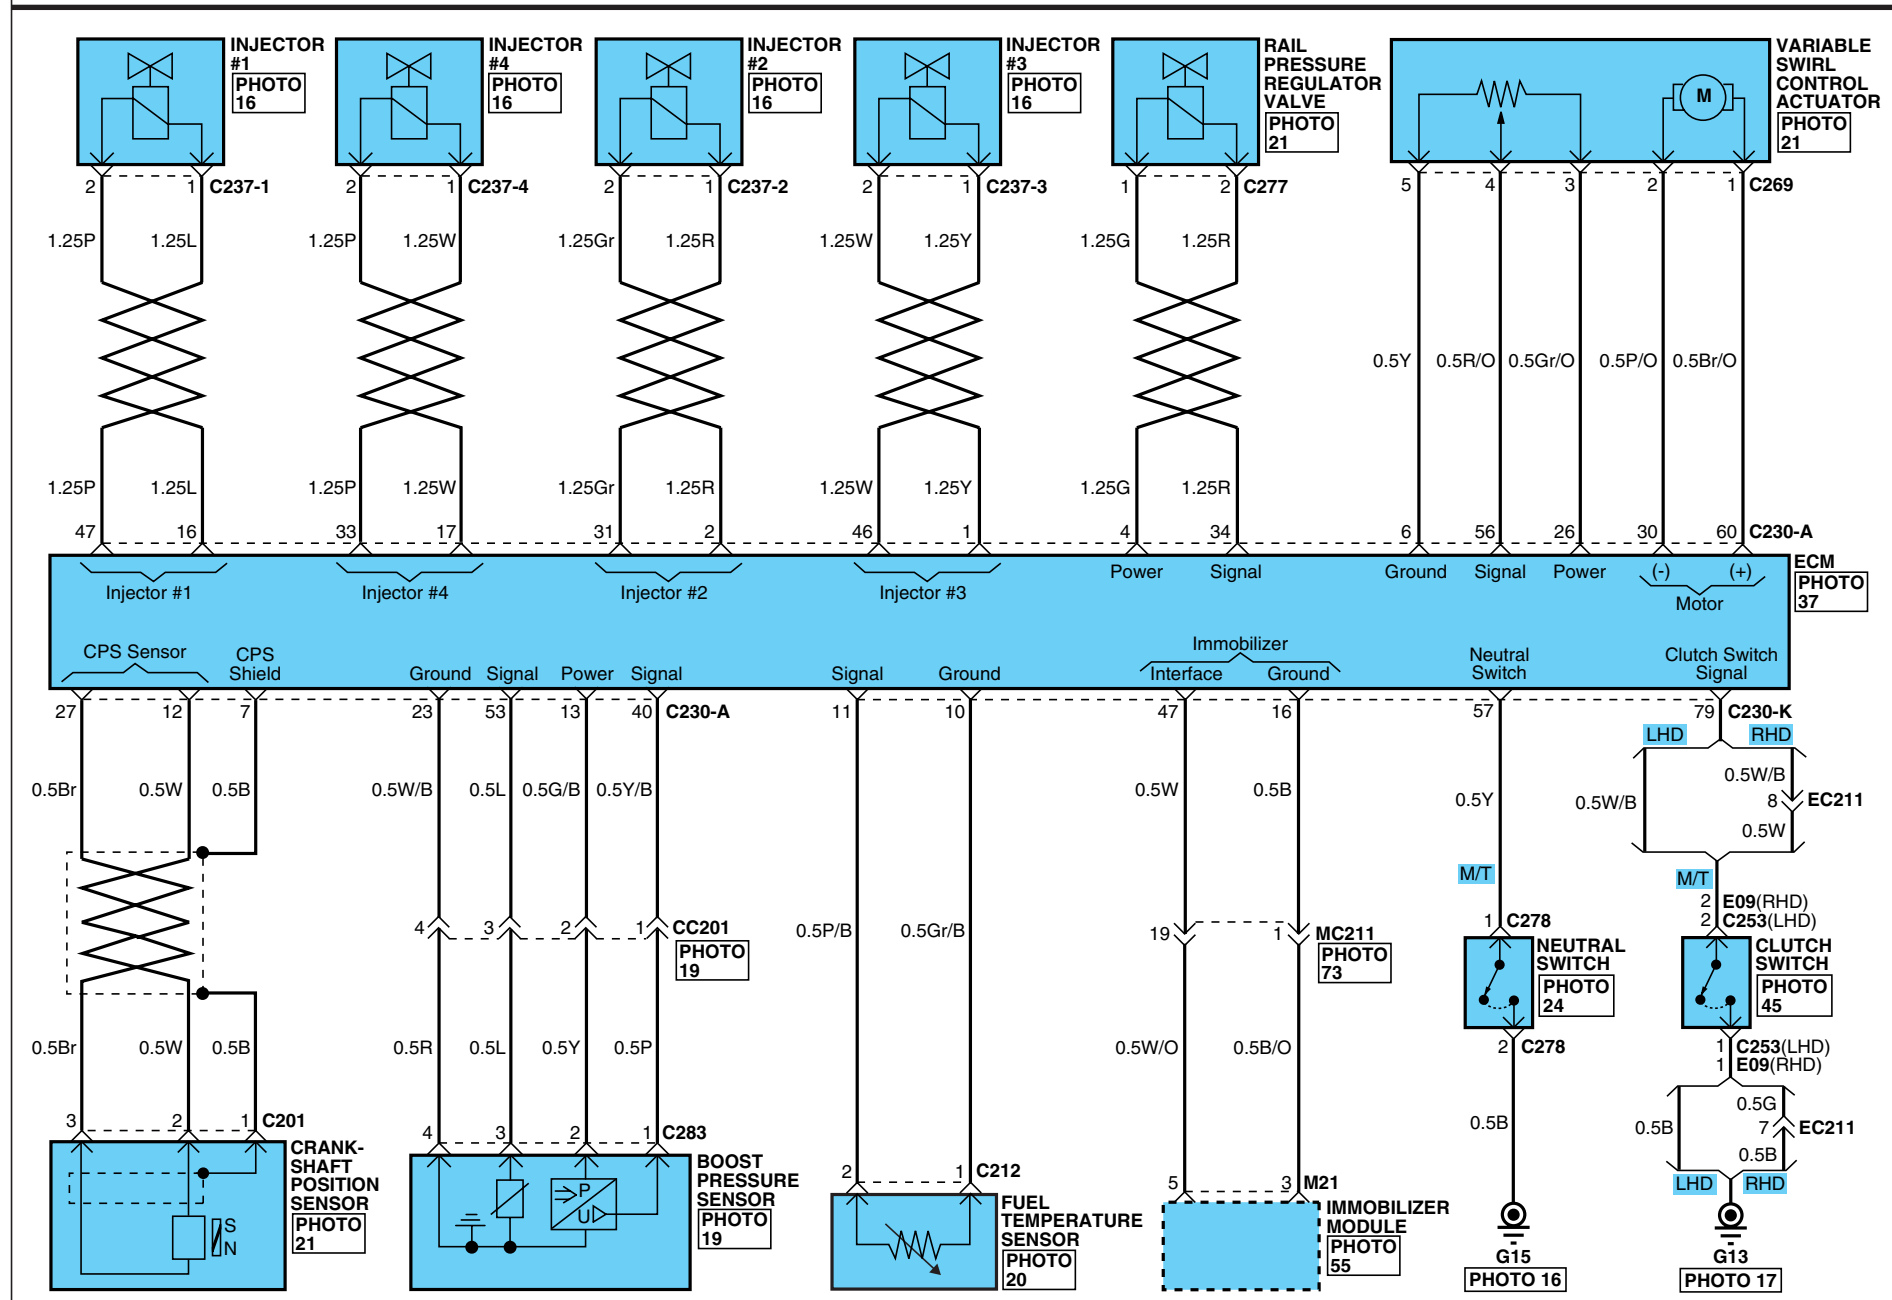 INJECTOR
#1
PHOTO
16
INJECTOR
#4
PHOTO
16
INJECTOR
#2
PHOTO
16
INJECTOR
#3
PHOTO
16
RAIL
PRESSURE
REGULATOR
VALVE
PHOTO
21
M
VARIABLE
SWIRL
CONTROL
ACTUATOR
PHOTO
21
2 1 C237-1
2 1 C237-4
2 1 C237-2
2 1 C237-3
1 2 C277
5 4 3 2 1 C269
1.25P 1.25L 1.25P 1.25W 1.25Gr 1.25R 1.25W 1.25Y 1.25G 1.25R
0.5Y 0.5R/O 0.5Gr/O 0.5P/O 0.5Br/O
1.25P 1.25L 1.25P 1.25W 1.25Gr 1.25R 1.25W 1.25Y 1.25G 1.25R
47 16 33 17 31 2 46 1 4 34 6 56 26 30 60 C230-A
ECM
PHOTO
37
Injector #1
Injector #4
Injector #2
Injector #3
Power Signal
Ground Signal Power (-) (+)
Motor
CPS Sensor
CPS
Shield
Ground Signal Power Signal
Signal Ground
Immobilizer
Interface Ground
Neutral
Switch
Clutch Switch
Signal
27 12 7 23 53 13 40 C230-A
11 10 47 16 57 79 C230-K
LHD RHD
0.5Br 0.5W 0.5B 0.5W/B 0.5L 0.5G/B 0.5Y/B
0.5W 0.5B 0.5Y
0.5W/B
0.5W/B
8 EC211
0.5W
M/T
M/T
4 3 2 1 CC201
PHOTO
19
0.5P/B 0.5Gr/B
19 1 MC211
PHOTO
73
1 C278
NEUTRAL
SWITCH
PHOTO
24
2 C278
2 E09(RHD)
2 C253(LHD)
CLUTCH
SWITCH
PHOTO
45
1 C253(LHD)
1 E09(RHD)
0.5Br 0.5W 0.5B 0.5R 0.5L 0.5Y 0.5P
0.5W/O 0.5B/O
0.5B
0.5B
0.5G
7 EC211
0.5B
LHD RHD
3 2 1 C201
CRANK-
SHAFT
POSITION
SENSOR
PHOTO
21
S
N
4 3 2 1 C283
P
U
BOOST
PRESSURE
SENSOR
PHOTO
19
2 1 C212
FUEL
TEMPERATURE
SENSOR
PHOTO
20
5 3 M21
IMMOBILIZER
MODULE
PHOTO
55
G15
PHOTO 16
G13
PHOTO 17